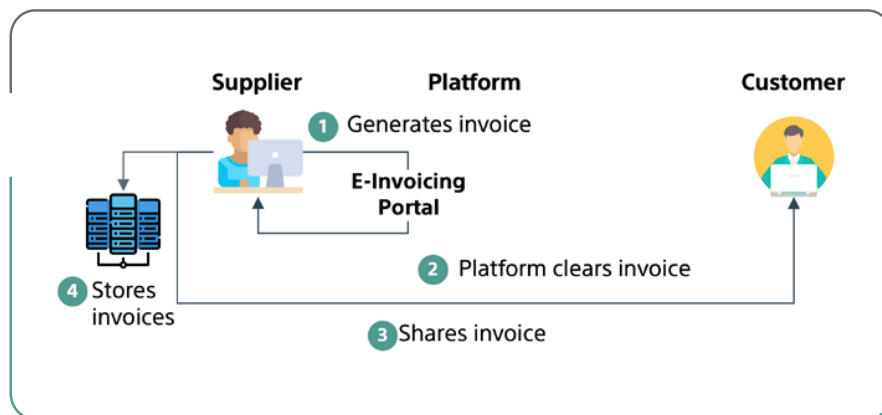 Supplier
Platform
Customer
1 Generates invoice
E-Invoicing
Portal
2 Platform clears invoice
4 Stores
invoices
3 Shares invoice